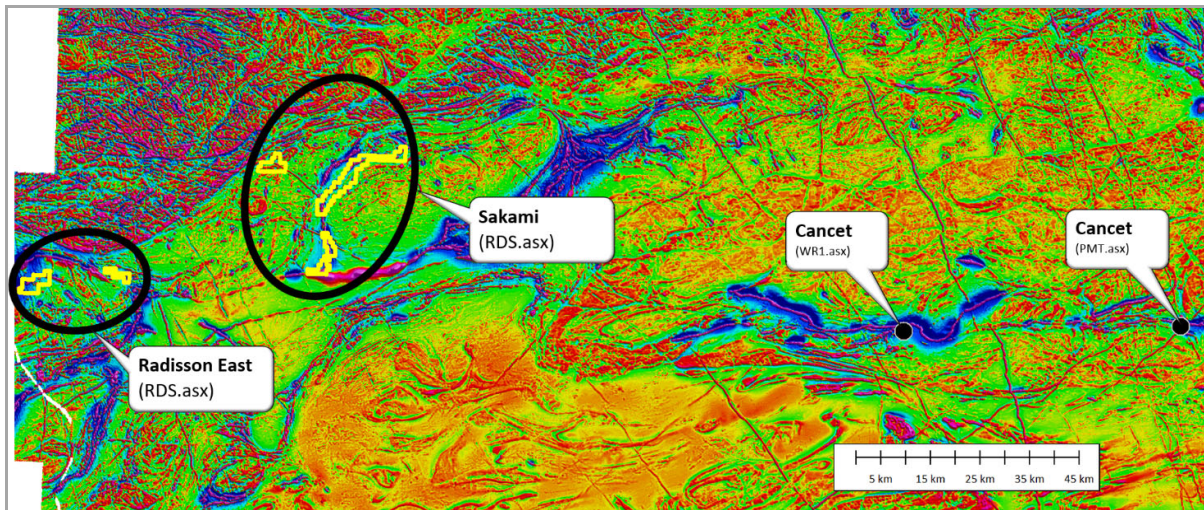 Sakami
(RDS.asx)
Cancet
(WR1.asx)
Cancet
(PMT.asx)
Radisson East
(RDS.asx)
5 km 15 km 25 km 35 km 45 km